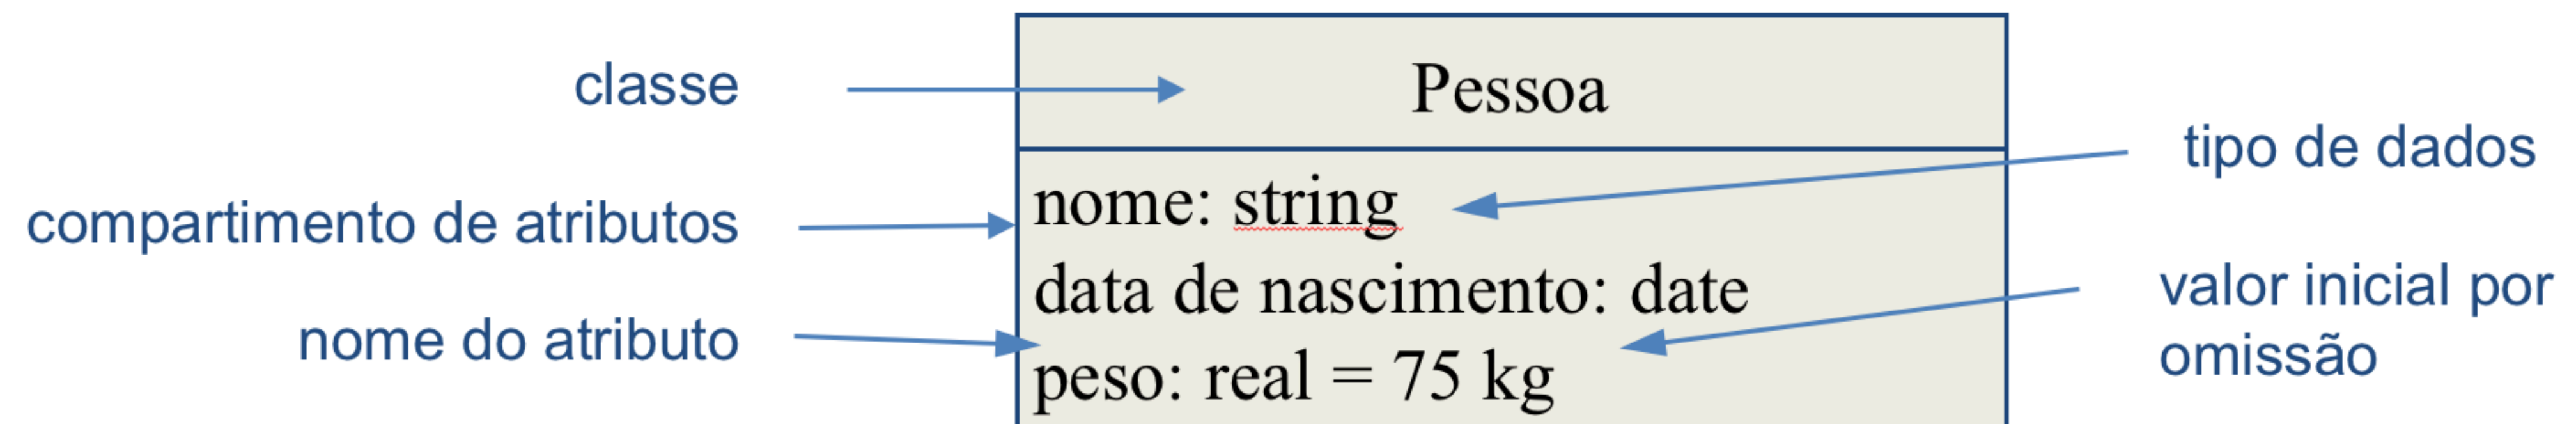 classe
Pessoa
tipo de dados
compartimento de atributos
nome: string
data de nascimento: date
valor inicial por
omissão
nome do atributo
peso: real = 75 kg